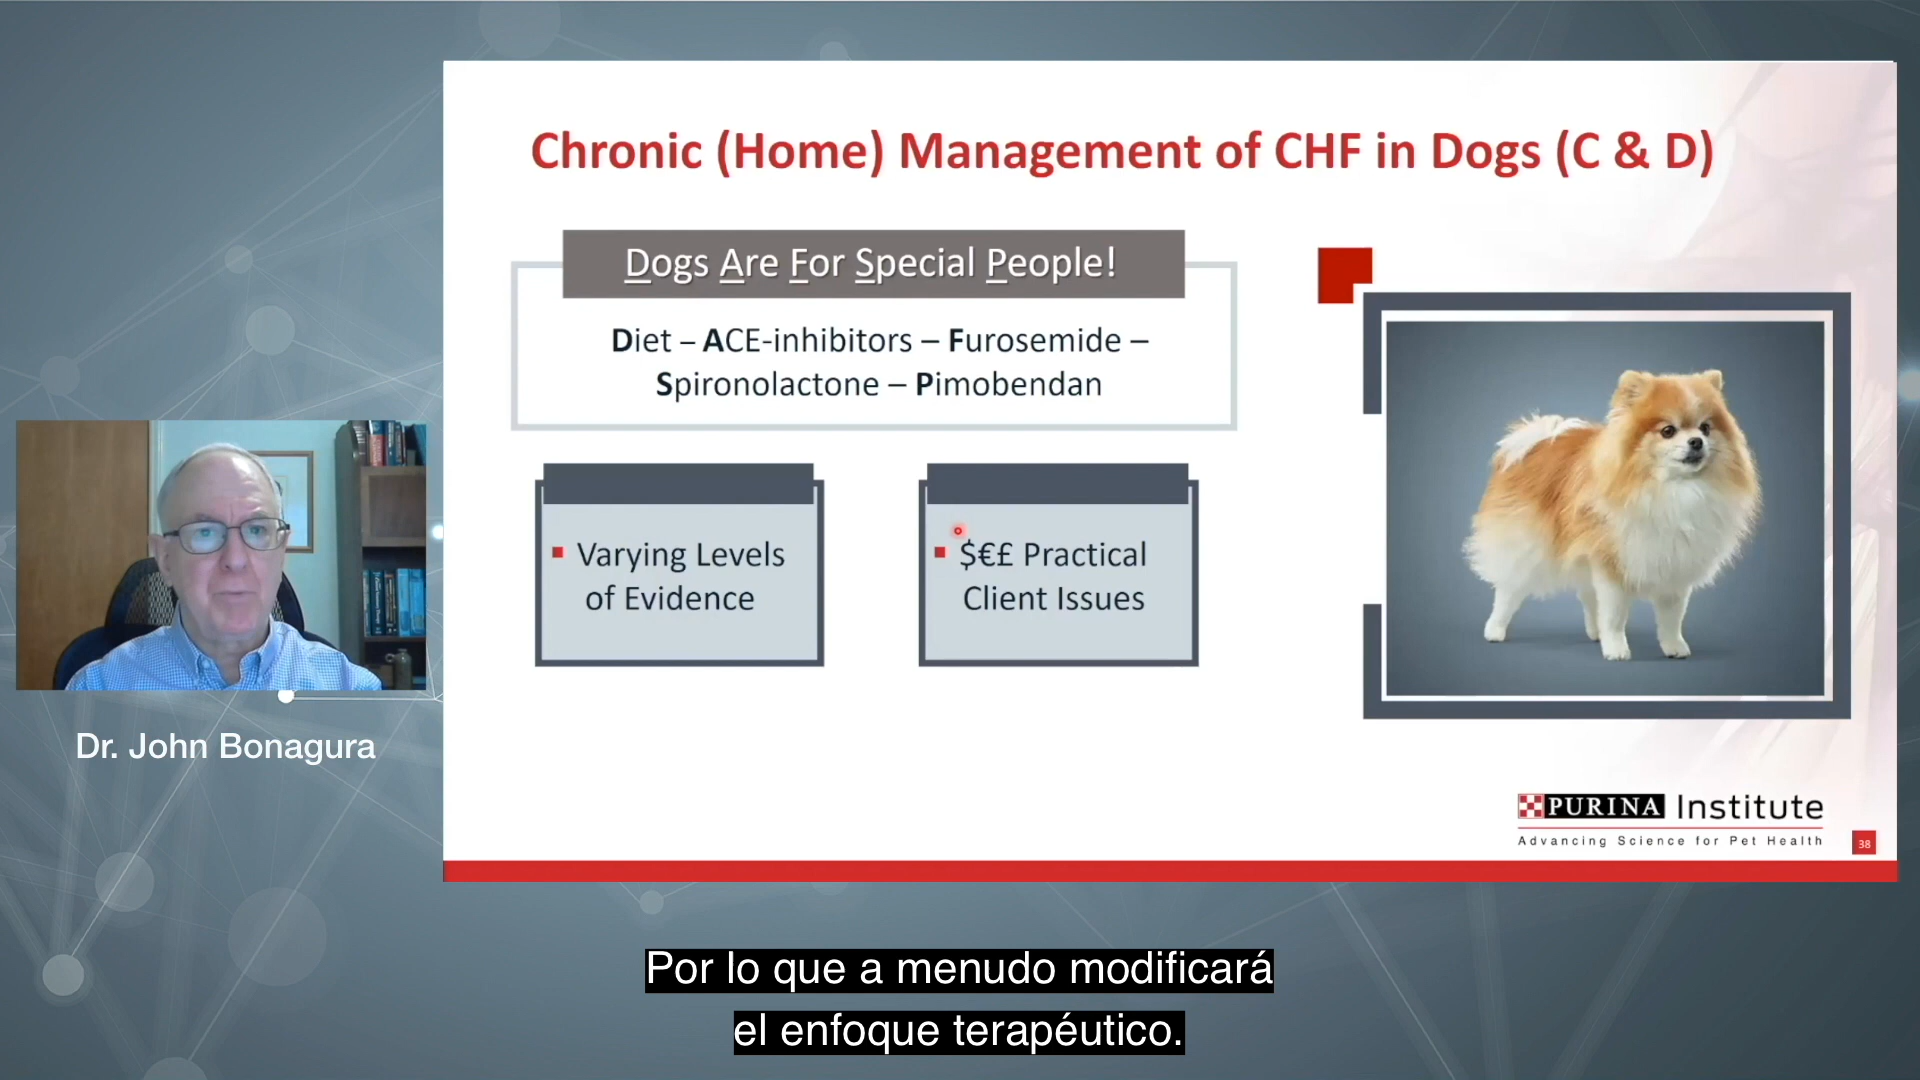 Chronic (Home) Management of CHF in Dogs (C & D)
Dogs Are For Special People!
Diet – ACE-inhibitors – Furosemide –
Spironolactone – Pimobendan
Varying Levels
of Evidence
$€£ Practical
Client Issues
Dr. John Bonagura
PURINA Institute
Advancing Science for Pet Health
38
Por lo que a menudo modificará
el enfoque terapéutico.